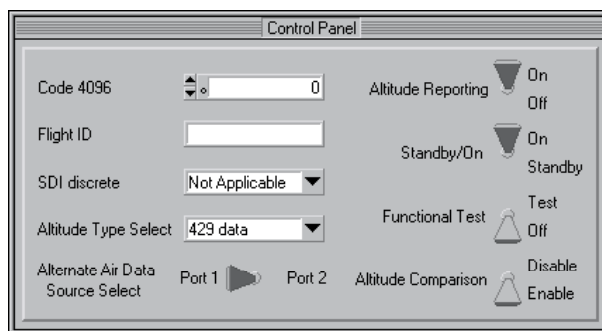 Control Panel
Code 4096
0
Flight ID
SDI discrete
Not Applicable
Altitude Type Select
429 data
Alternate Air Data
Source Select
Port 1
Port 2
Altitude Reporting
On
Off
Standby/On
On
Standby
Functional Test
Test
Off
Altitude Comparison
Disable
Enable